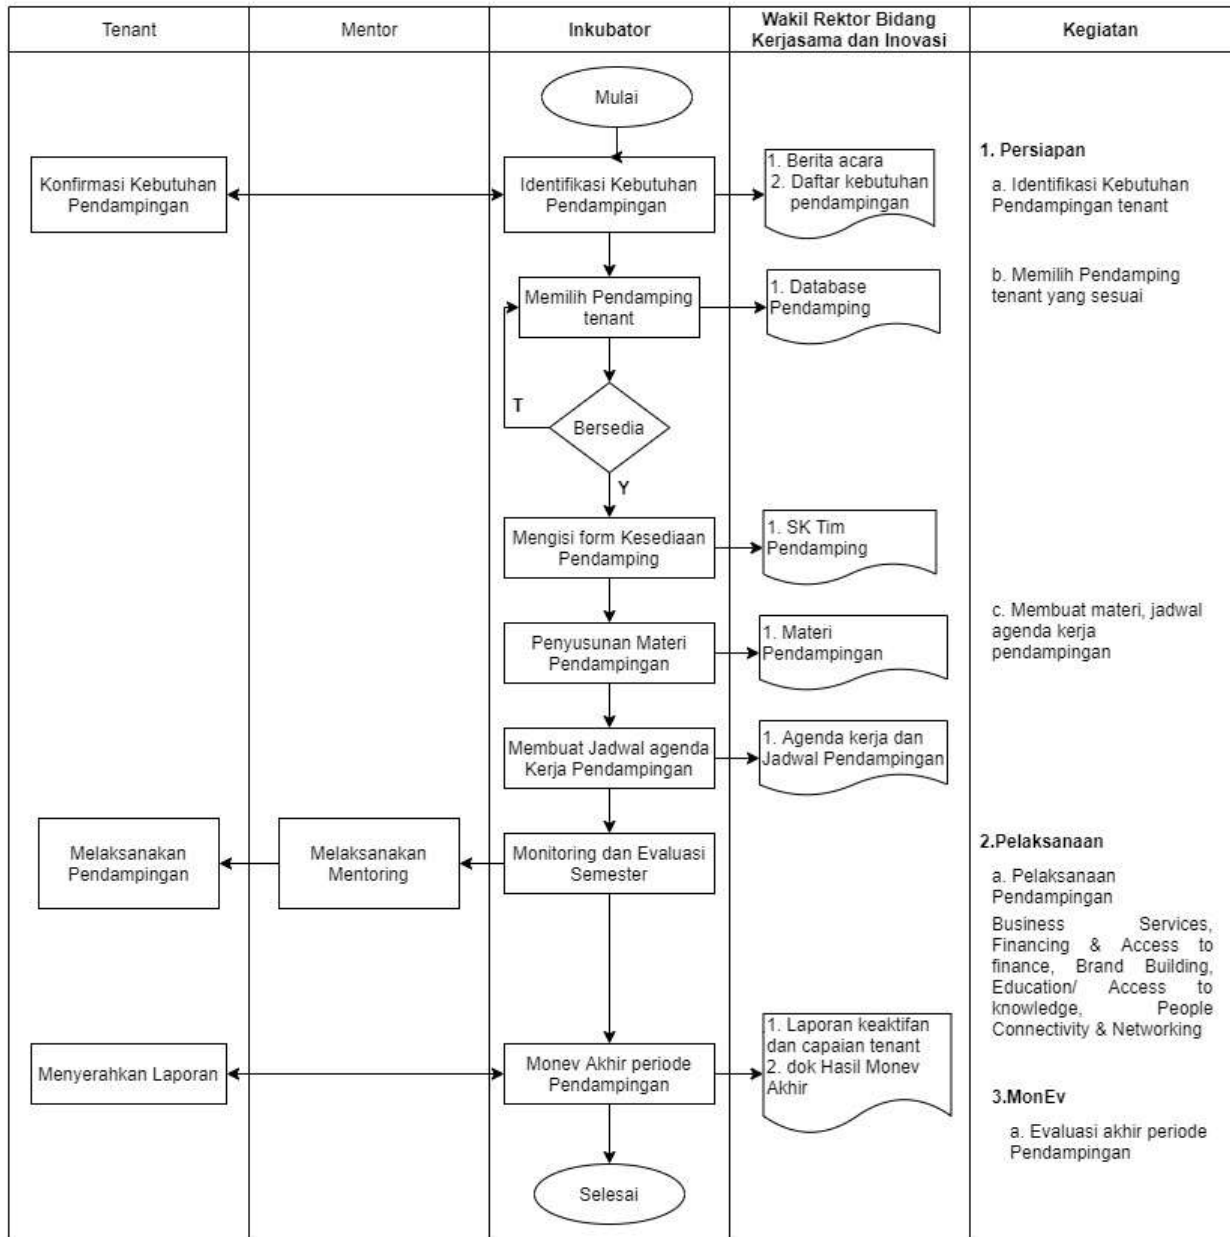 Tenant
Mentor
Inkubator
Wakil Rektor Bidang
Kerjasama dan Inovasi
Kegiatan
Mulai
Konfirmasi Kebutuhan
Pendampingan
Identifikasi Kebutuhan
Pendampingan
1. Berita acara
2. Daftar kebutuhan
pendampingan
1. Persiapan
a. Identifikasi Kebutuhan
Pendampingan tenant
Memilih Pendamping
tenant
1. Database
Pendamping
b. Memilih Pendamping
tenant yang sesuai
T
Bersedia
Y
Mengisi form Kesediaan
Pendamping
1. SK Tim
Pendamping
Penyusunan Materi
Pendampingan
1. Materi
Pendampingan
c. Membuat materi, jadwal
agenda kerja
pendampingan
Membuat Jadwal agenda
Kerja Pendampingan
1. Agenda kerja dan
Jadwal Pendampingan
Melaksanakan
Pendampingan
Melaksanakan
Mentoring
Monitoring dan Evaluasi
Semester
2.Pelaksanaan
a. Pelaksanaan
Pendampingan
Business Services,
Financing & Access to
finance, Brand Building,
Education/ Access to
knowledge, People
Connectivity & Networking
Menyerahkan Laporan
Monev Akhir periode
Pendampingan
1. Laporan keaktifan
dan capaian tenant
2. dok Hasil Monev
Akhir
3.MonEv
a. Evaluasi akhir periode
Pendampingan
Selesai